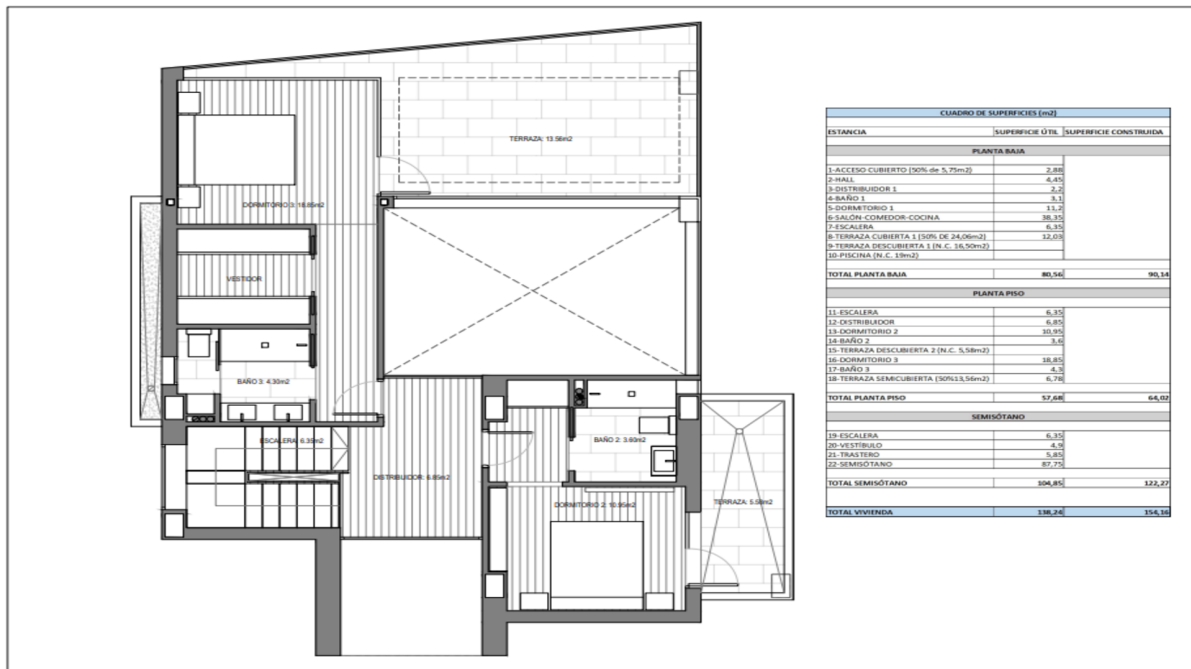 TERRAZA: 13.56m2
DORMITORIO 3: 18.85m2
VESTIDOR
BAÑO 3: 4.30m2
ESCALERA: 6.35m2
DISTRIBUIDOR: 6.85m2
BAÑO 2: 3.60m2
DORMITORIO 2: 10.95m2
TERRAZA: 5.58m2
CUADRO DE SUPERFICIES (m2)
ESTANCIA SUPERFICIE ÚTIL SUPERFICIE CONSTRUIDA
PLANTA BAJA
1-ACCESO CUBIERTO (50% de 5,75m2) 2,88
2-HALL 4,45
3-DISTRIBUIDOR 1 2,2
4-BAÑO 1 3,1
5-DORMITORIO 1 11,2
6-SALÓN-COMEDOR-COCINA 38,35
7-ESCALERA 6,35
8-TERRAZA CUBIERTA 1 (50% DE 24,06m2) 12,03
9-TERRAZA DESCUBIERTA 1 (N.C. 16,50m2)
10-PISCINA (N.C. 19m2)
TOTAL PLANTA BAJA 80,56 90,14
PLANTA PISO
11-ESCALERA 6,35
12-DISTRIBUIDOR 6,85
13-DORMITORIO 2 10,95
14-BAÑO 2 3,6
15-TERRAZA DESCUBIERTA 2 (N.C. 5,58m2)
16-DORMITORIO 3 18,85
17-BAÑO 3 4,3
18-TERRAZA SEMICUBIERTA (50%13,56m2) 6,78
TOTAL PLANTA PISO 57,68 64,02
SEMISÓTANO
19-ESCALERA 6,35
20-VESTÍBULO 4,9
21-TRASTERO 5,85
22-SEMISÓTANO 87,75
TOTAL SEMISÓTANO 104,85 122,27
TOTAL VIVIENDA 138,24 154,16